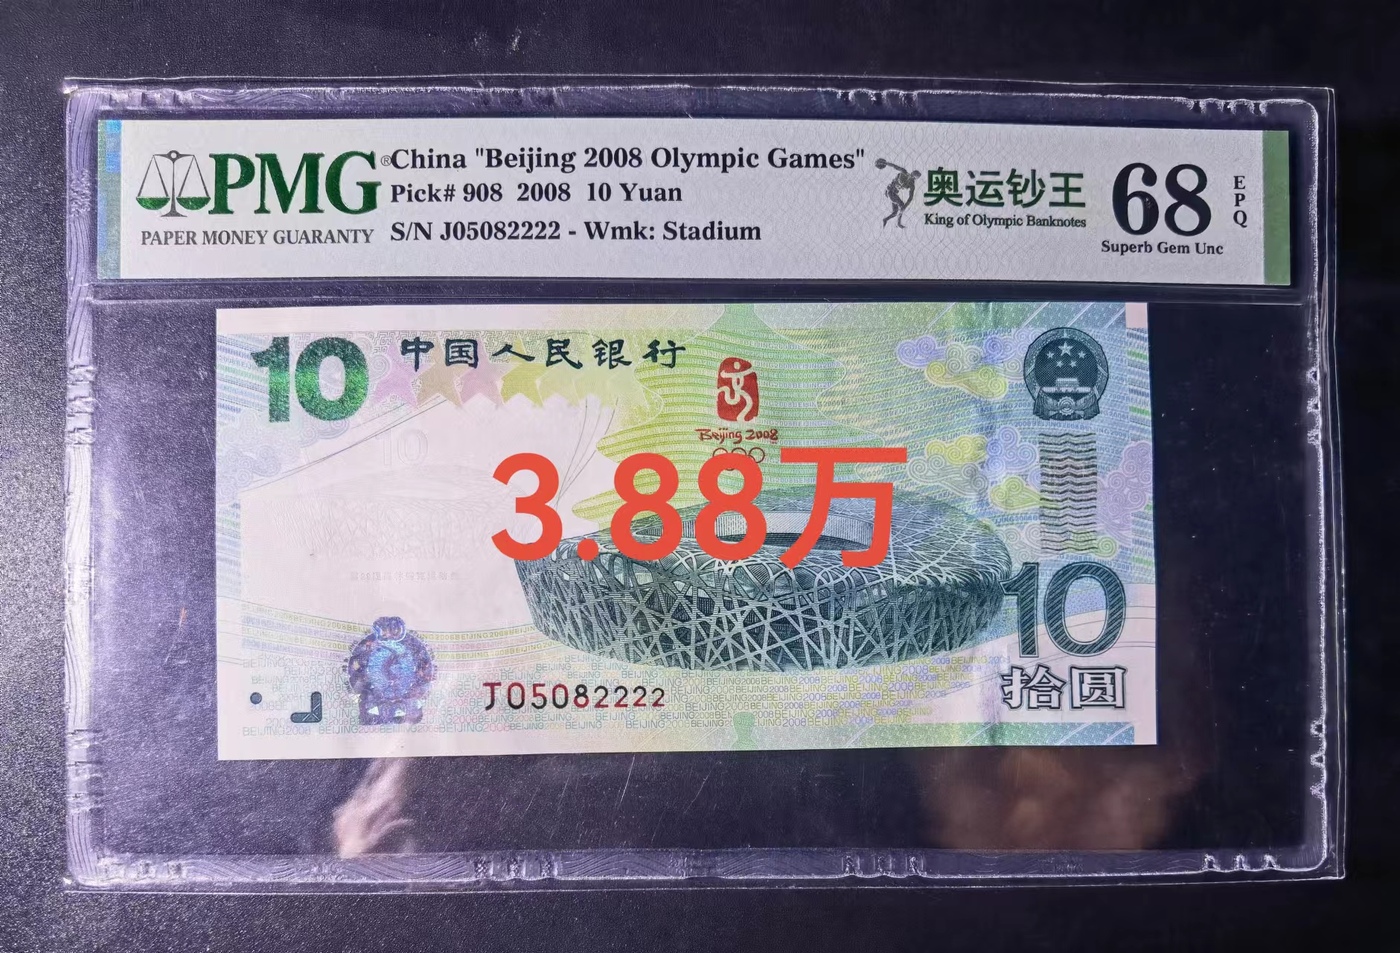 PMG®
PAPER MONEY GUARANTY
China "Beijing 2008 Olympic Games"
Pick# 908 2008 10 Yuan
S/N J05082222 - Wmk: Stadium
奥运钞王
King of Olympic Banknotes
68
Superb Gem Unc
EPQ
10
中国人民银行
Beijing 2008
3.88万
10
拾圆
J05082222